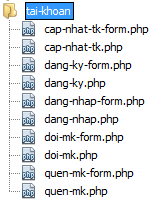 tai-khoan
cap-nhat-tk-form.php
cap-nhat-tk.php
dang-ky-form.php
dang-ky.php
dang-nhap-form.php
dang-nhap.php
doi-mk-form.php
doi-mk.php
quen-mk-form.php
quen-mk.php